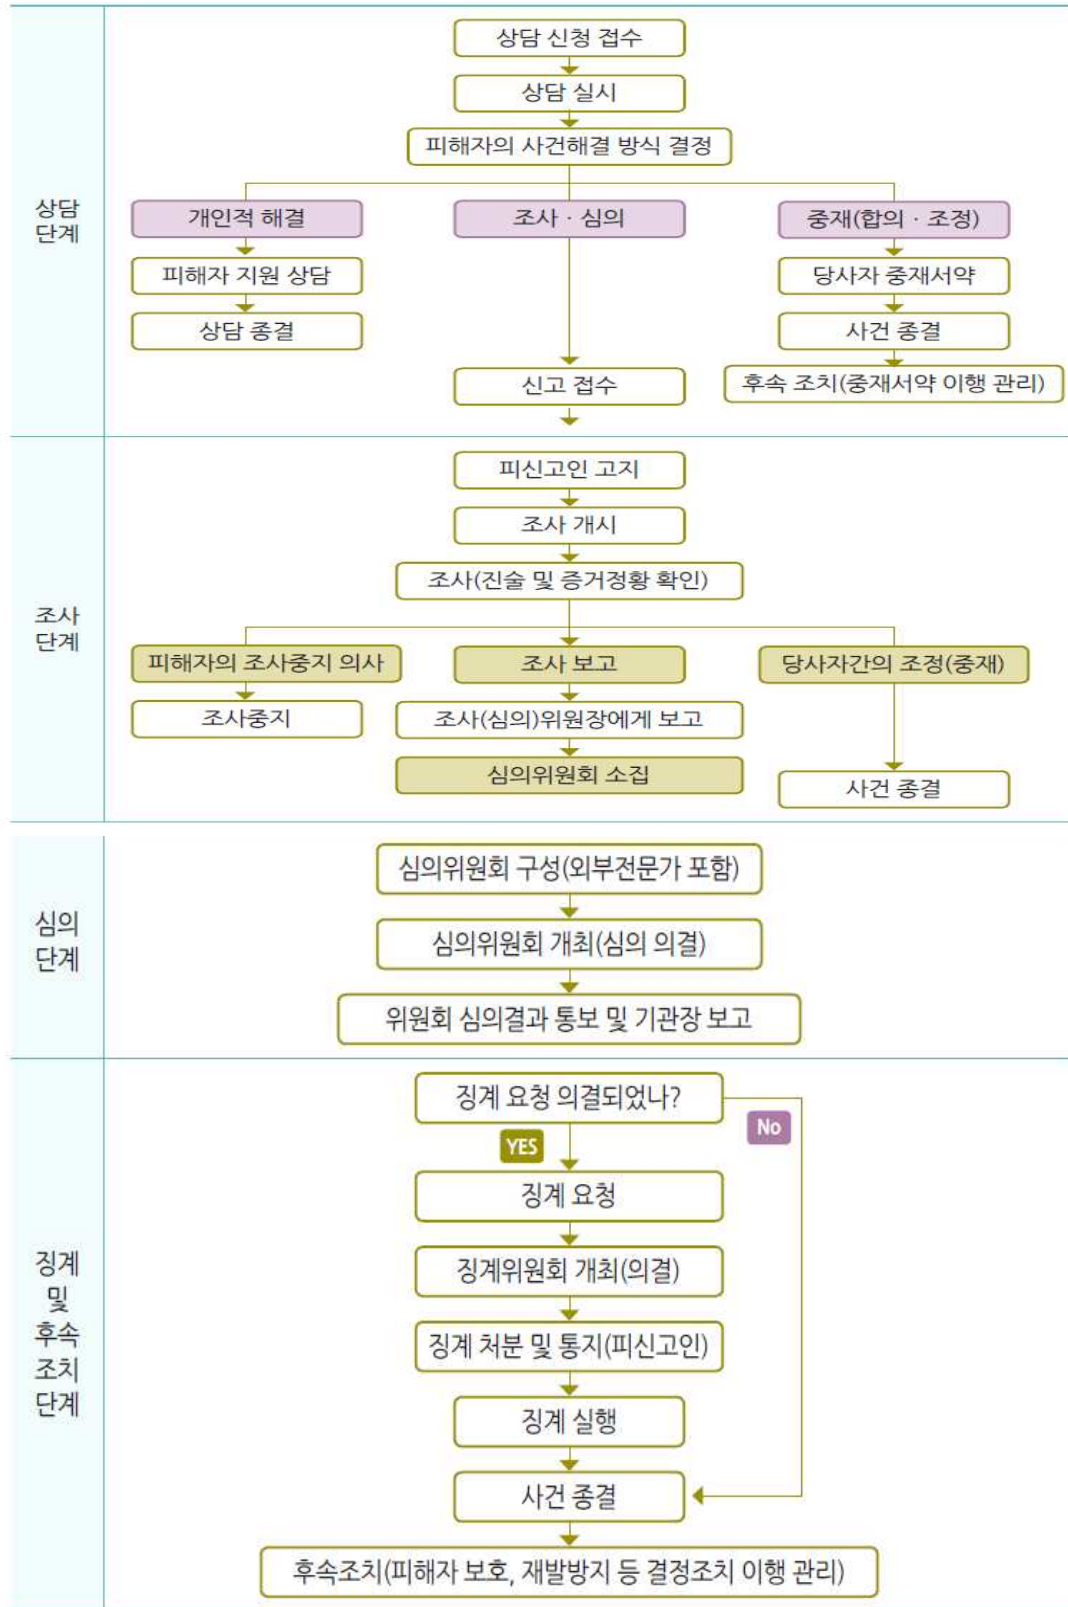 상담
단계
상담 신청 접수
상담 실시
피해자의 사건해결 방식 결정
개인적 해결
조사 · 심의
중재(합의 · 조정)
피해자 지원 상담
당사자 중재서약
상담 종결
사건 종결
신고 접수
후속 조치(중재서약 이행 관리)
조사
단계
피신고인 고지
조사 개시
조사(진술 및 증거정황 확인)
피해자의 조사중지 의사
조사 보고
당사자간의 조정(중재)
조사중지
조사(심의)위원장에게 보고
심의위원회 소집
사건 종결
심의
단계
심의위원회 구성(외부전문가 포함)
심의위원회 개최(심의 의결)
위원회 심의결과 통보 및 기관장 보고
징계
및
후속
조치
단계
징계 요청 의결되었나?
YES
No
징계 요청
징계위원회 개최(의결)
징계 처분 및 통지(피신고인)
징계 실행
사건 종결
후속조치(피해자 보호, 재발방지 등 결정조치 이행 관리)